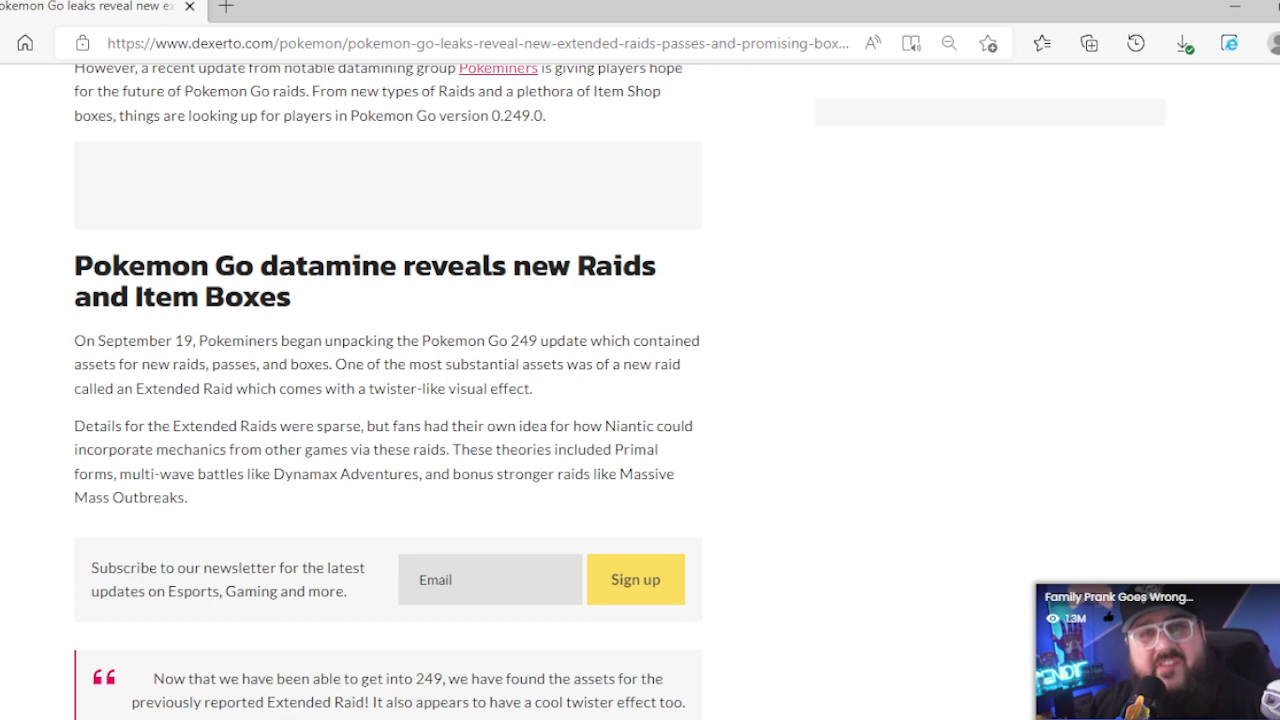 okemon Go leaks reveal new ex
https://www.dexerto.com/pokemon/pokemon-go-leaks-reveal-new-extended-raids-passes-and-promising-box...
However, a recent update from notable datamining group Pokeminers is giving players hope
for the future of Pokemon Go raids. From new types of Raids and a plethora of Item Shop
boxes, things are looking up for players in Pokemon Go version 0.249.0.
Pokemon Go datamine reveals new Raids
and Item Boxes
On September 19, Pokeminers began unpacking the Pokemon Go 249 update which contained
assets for new raids, passes, and boxes. One of the most substantial assets was of a new raid
called an Extended Raid which comes with a twister-like visual effect.
Details for the Extended Raids were sparse, but fans had their own idea for how Niantic could
incorporate mechanics from other games via these raids. These theories included Primal
forms, multi-wave battles like Dynamax Adventures, and bonus stronger raids like Massive
Mass Outbreaks.
Subscribe to our newsletter for the latest
updates on Esports, Gaming and more.
Email
Sign up
Now that we have been able to get into 249, we have found the assets for the
previously reported Extended Raid! It also appears to have a cool twister effect too.
Family Prank Goes Wrong...
1.3M